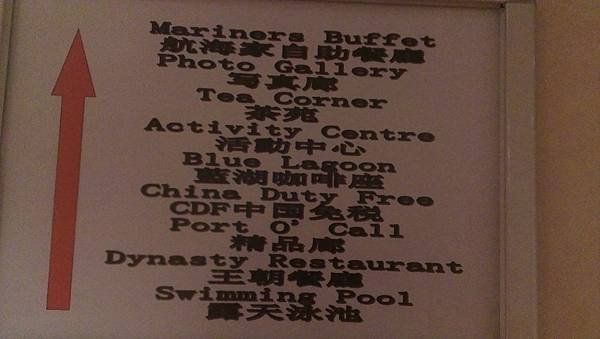 Mariners Buffet
航海家自助餐廳
Photo Gallery
写真廊
Tea Corner
茶苑
Activity Centre
活動中心
Blue Lagoon
藍湖咖啡座
China Duty Free
CDF中国免税
Port O' Call
精品廊
Dynasty Restaurant
王朝餐廳
Swimming Pool
露天泳池